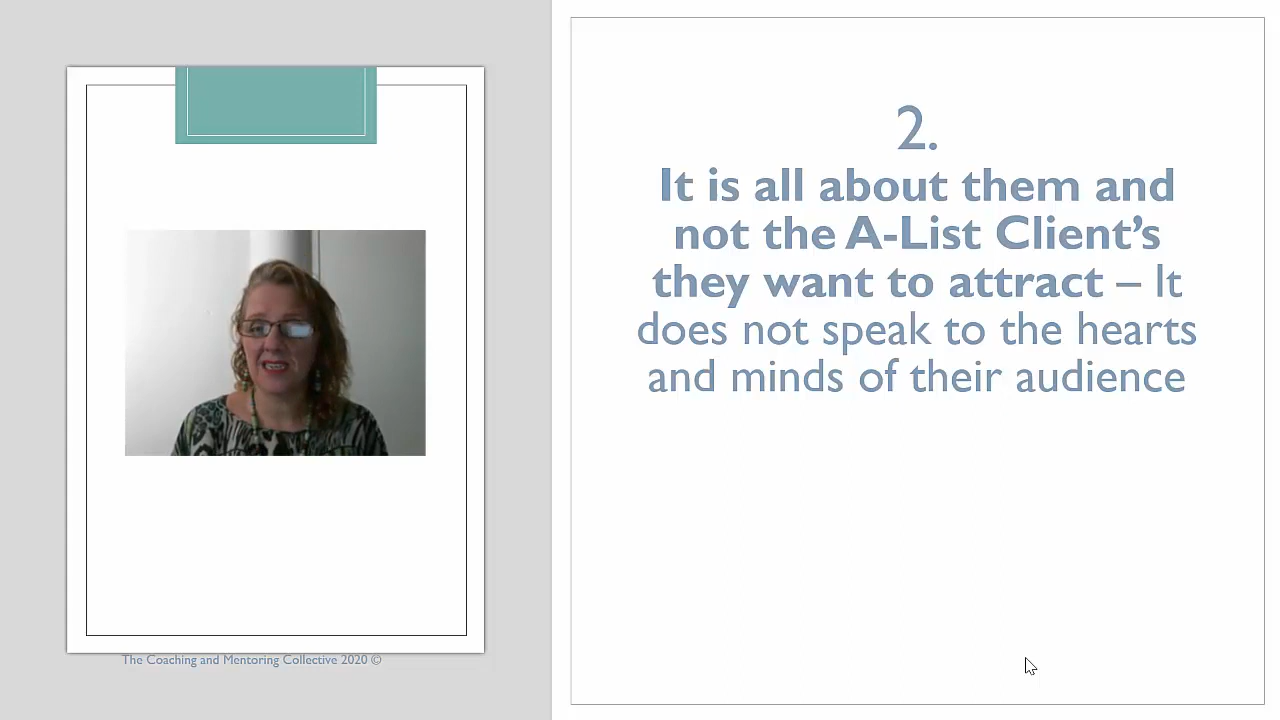 2.
It is all about them and
not the A-List Client’s
they want to attract – It
does not speak to the hearts
and minds of their audience
The Coaching and Mentoring Collective 2020 ©